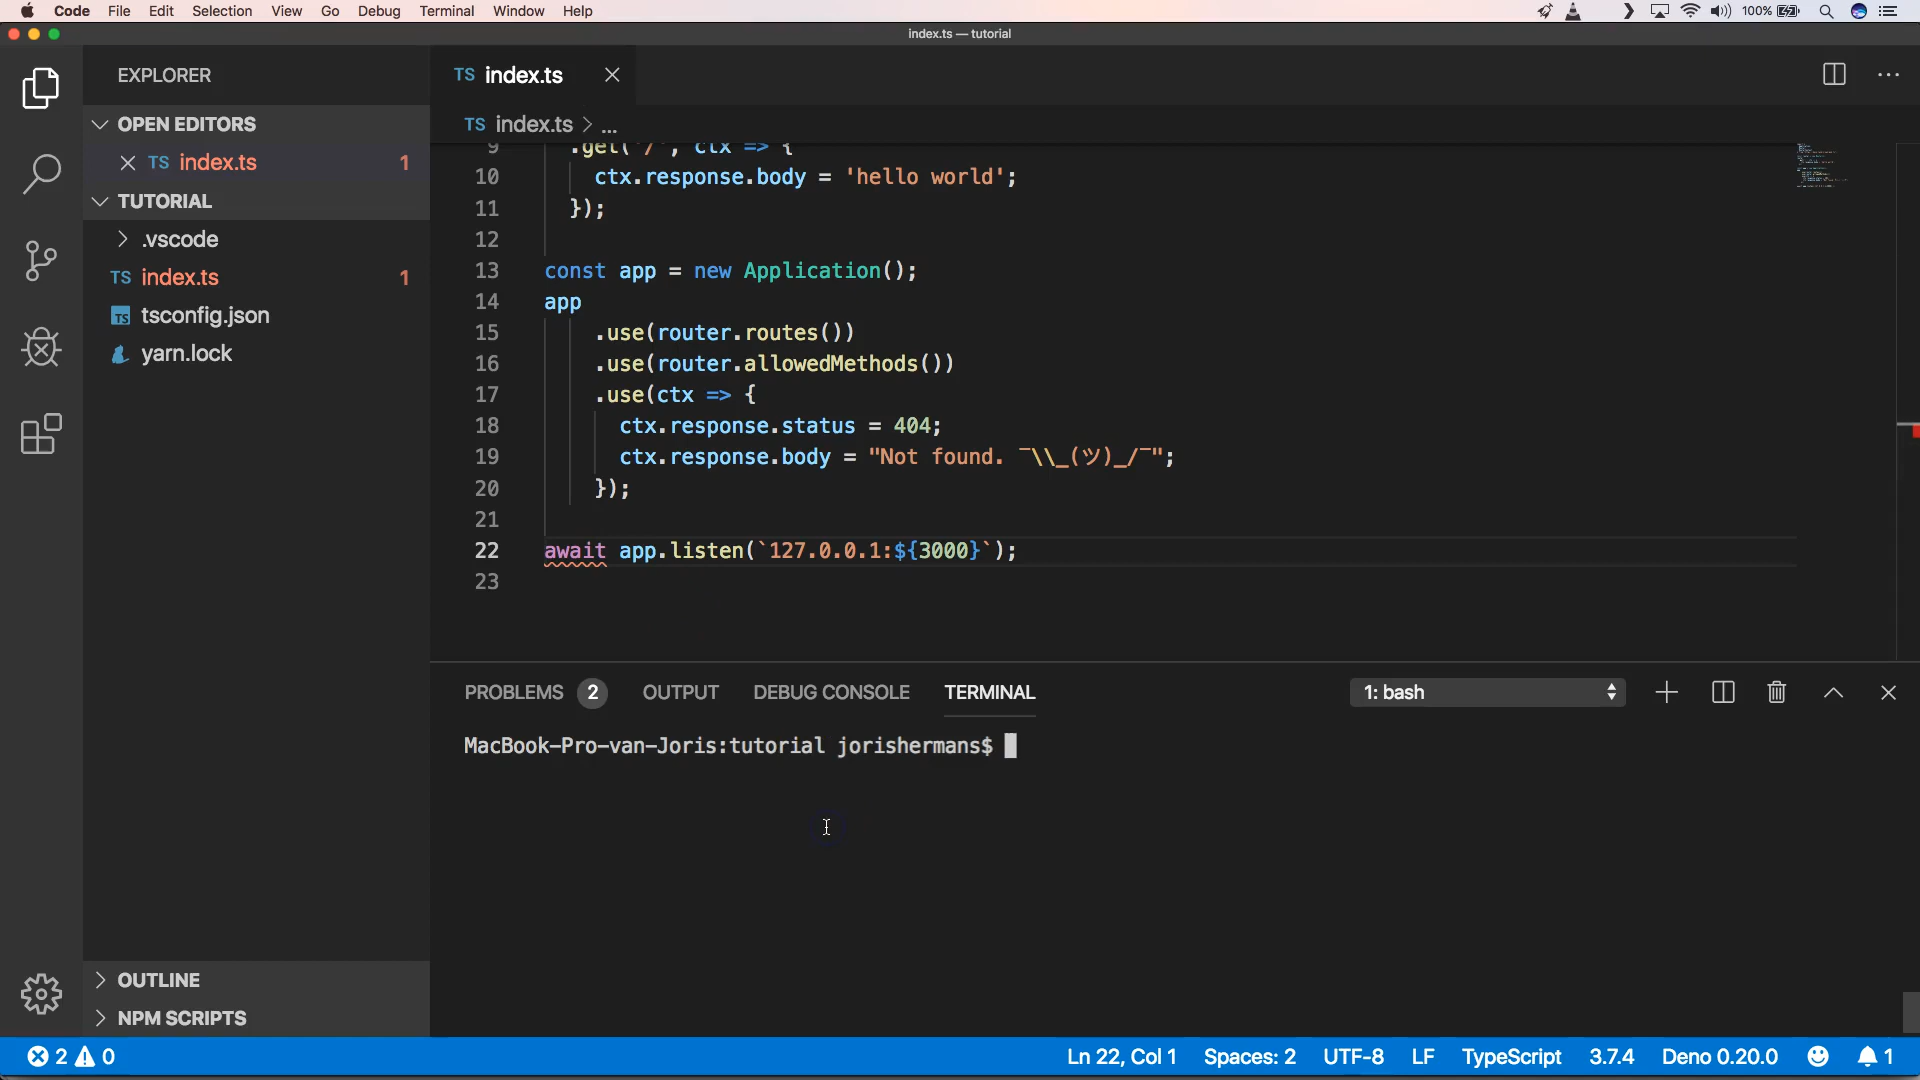 Code File Edit Selection View Go Debug Terminal Window Help 100%
index.ts — tutorial
EXPLORER
OPEN EDITORS
TS index.ts 1
TUTORIAL
.vscode
TS index.ts 1
TS tsconfig.json
yarn.lock
OUTLINE
NPM SCRIPTS
TS index.ts
TS index.ts > ...
9 .get('/', ctx => {
10 ctx.response.body = 'hello world';
11 });
12
13 const app = new Application();
14 app
15 .use(router.routes())
16 .use(router.allowedMethods())
17 .use(ctx => {
18 ctx.response.status = 404;
19 ctx.response.body = "Not found. ¯\\_(ツ)_/¯";
20 });
21
22 await app.listen(`127.0.0.1:${3000}`);
23
PROBLEMS 2 OUTPUT DEBUG CONSOLE TERMINAL 1: bash
MacBook-Pro-van-Joris:tutorial jorishermans$
2 0 Ln 22, Col 1 Spaces: 2 UTF-8 LF TypeScript 3.7.4 Deno 0.20.0 1